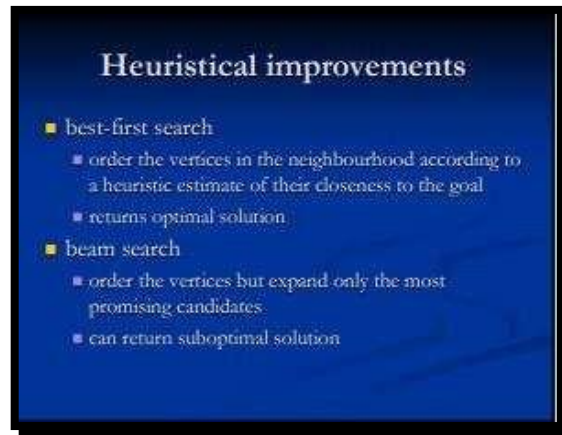 Heuristical improvements
best-first search
order the vertices in the neighbourhood according to
a heuristic estimate of their closeness to the goal
returns optimal solution
beam search
order the vertices but expand only the most
promising candidates
can return suboptimal solution